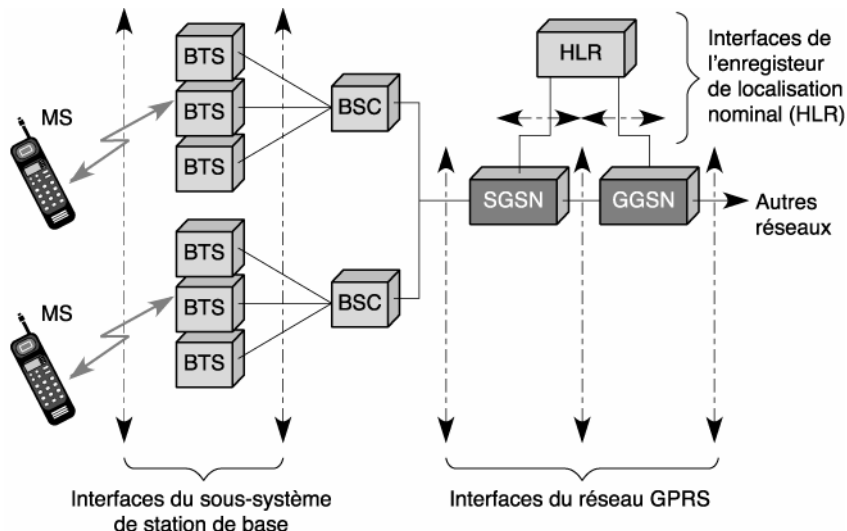 BTS
BTS
BTS
BSC
MS
HLR
Interfaces de
l'enregisteur
de localisation
nominal (HLR)
SGSN
GGSN
Autres
réseaux
BTS
BTS
BTS
BSC
MS
Interfaces du sous-système
de station de base
Interfaces du réseau GPRS